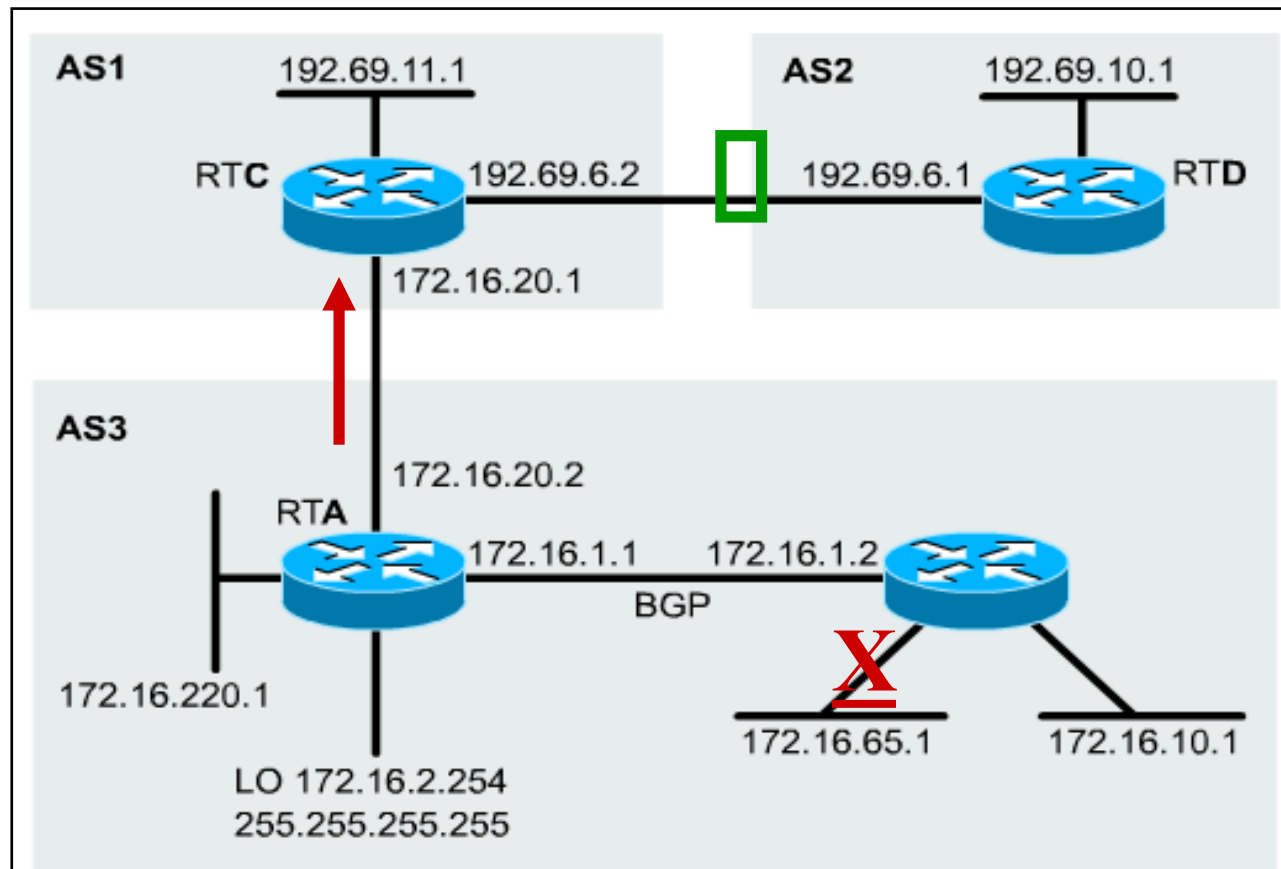 AS1
192.69.11.1
AS2
192.69.10.1
RTC
192.69.6.2
192.69.6.1
RTD
172.16.20.1
AS3
172.16.20.2
RTA
172.16.1.1
172.16.1.2
BGP
X
172.16.220.1
172.16.65.1
172.16.10.1
LO 172.16.2.254
255.255.255.255